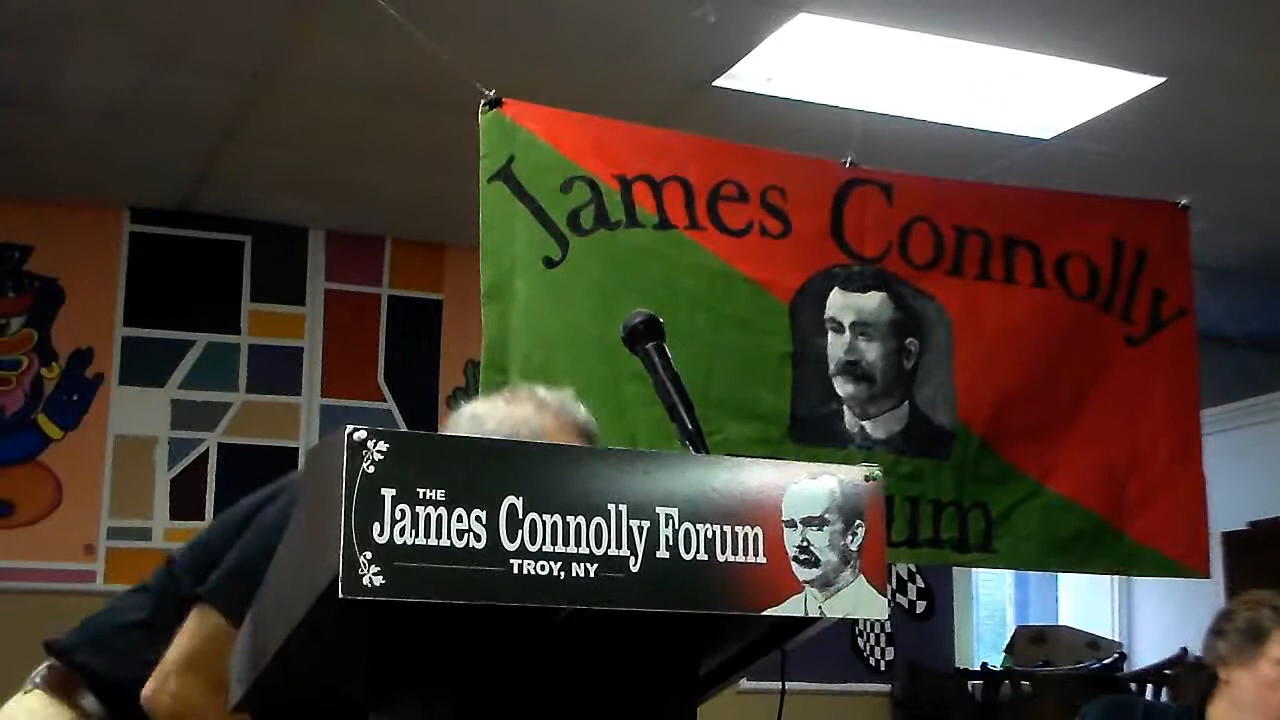 James Connolly
um
THE
James Connolly Forum
TROY, NY